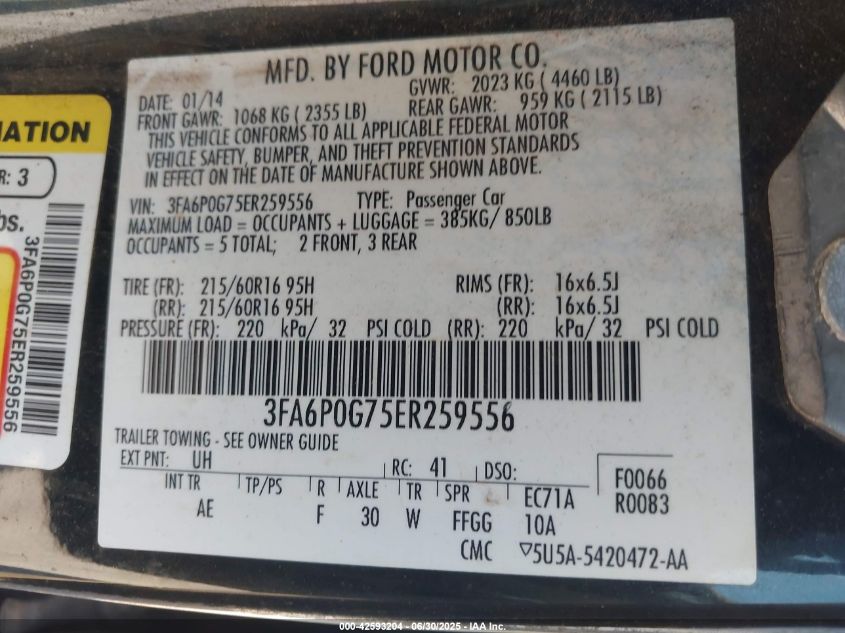 MFD. BY FORD MOTOR CO.
DATE: 01/14
GVWR: 2023 KG ( 4460 LB)
FRONT GAWR: 1068 KG ( 2355 LB)
REAR GAWR: 959 KG ( 2115 LB)
THIS VEHICLE CONFORMS TO ALL APPLICABLE FEDERAL MOTOR
VEHICLE SAFETY, BUMPER, AND THEFT PREVENTION STANDARDS
IN EFFECT ON THE DATE OF MANUFACTURE SHOWN ABOVE.
VIN: 3FA6P0G75ER259556 TYPE: Passenger Car
MAXIMUM LOAD = OCCUPANTS + LUGGAGE = 385KG/ 850LB
OCCUPANTS = 5 TOTAL; 2 FRONT, 3 REAR
TIRE (FR): 215/60R16 95H RIMS (FR): 16x6.5J
(RR): 215/60R16 95H (RR): 16x6.5J
PRESSURE (FR): 220 kPa/ 32 PSI COLD (RR): 220 kPa/ 32 PSI COLD
3FA6P0G75ER259556
TRAILER TOWING - SEE OWNER GUIDE
EXT PNT: UH RC: 41 DSO: F0066
INT TR TP/PS R AXLE TR SPR EC71A R0083
AE F 30 W FFGG 10A
CMC ▽5U5A-5420472-AA
MATION
R: 3
bs.
3FA6P0G75ER259556
000-42593204 - 06/30/2025 - IAA Inc.